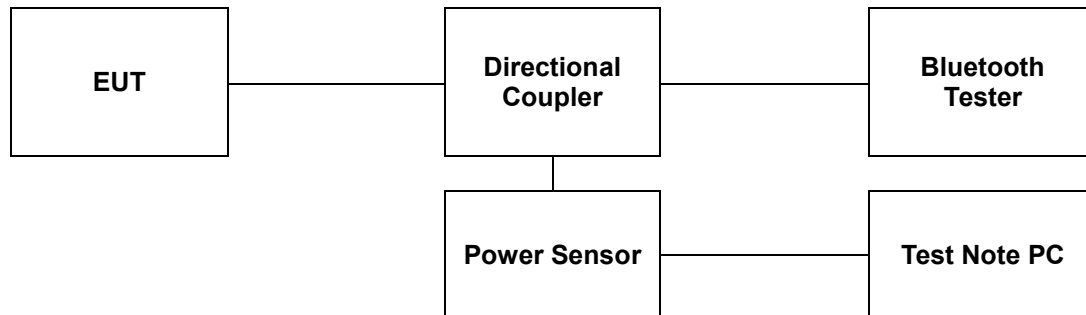 EUT
Directional
Coupler
Bluetooth
Tester
Power Sensor
Test Note PC